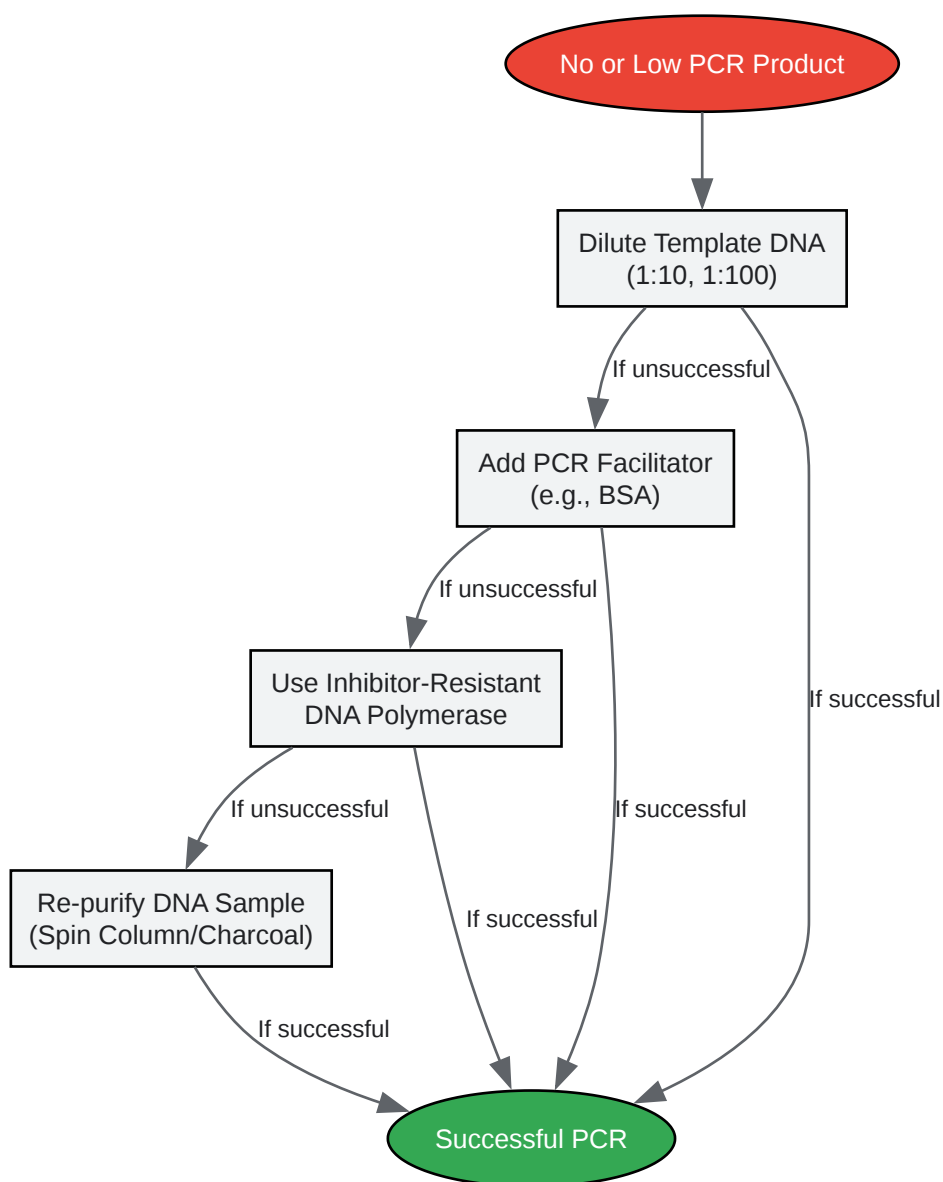 No or Low PCR Product
Dilute Template DNA
(1:10, 1:100)
If unsuccessful
Add PCR Facilitator
(e.g., BSA)
If unsuccessful
Use Inhibitor-Resistant
DNA Polymerase
If successful
If unsuccessful
If successful
Re-purify DNA Sample
(Spin Column/Charcoal)
If successful
If successful
Successful PCR